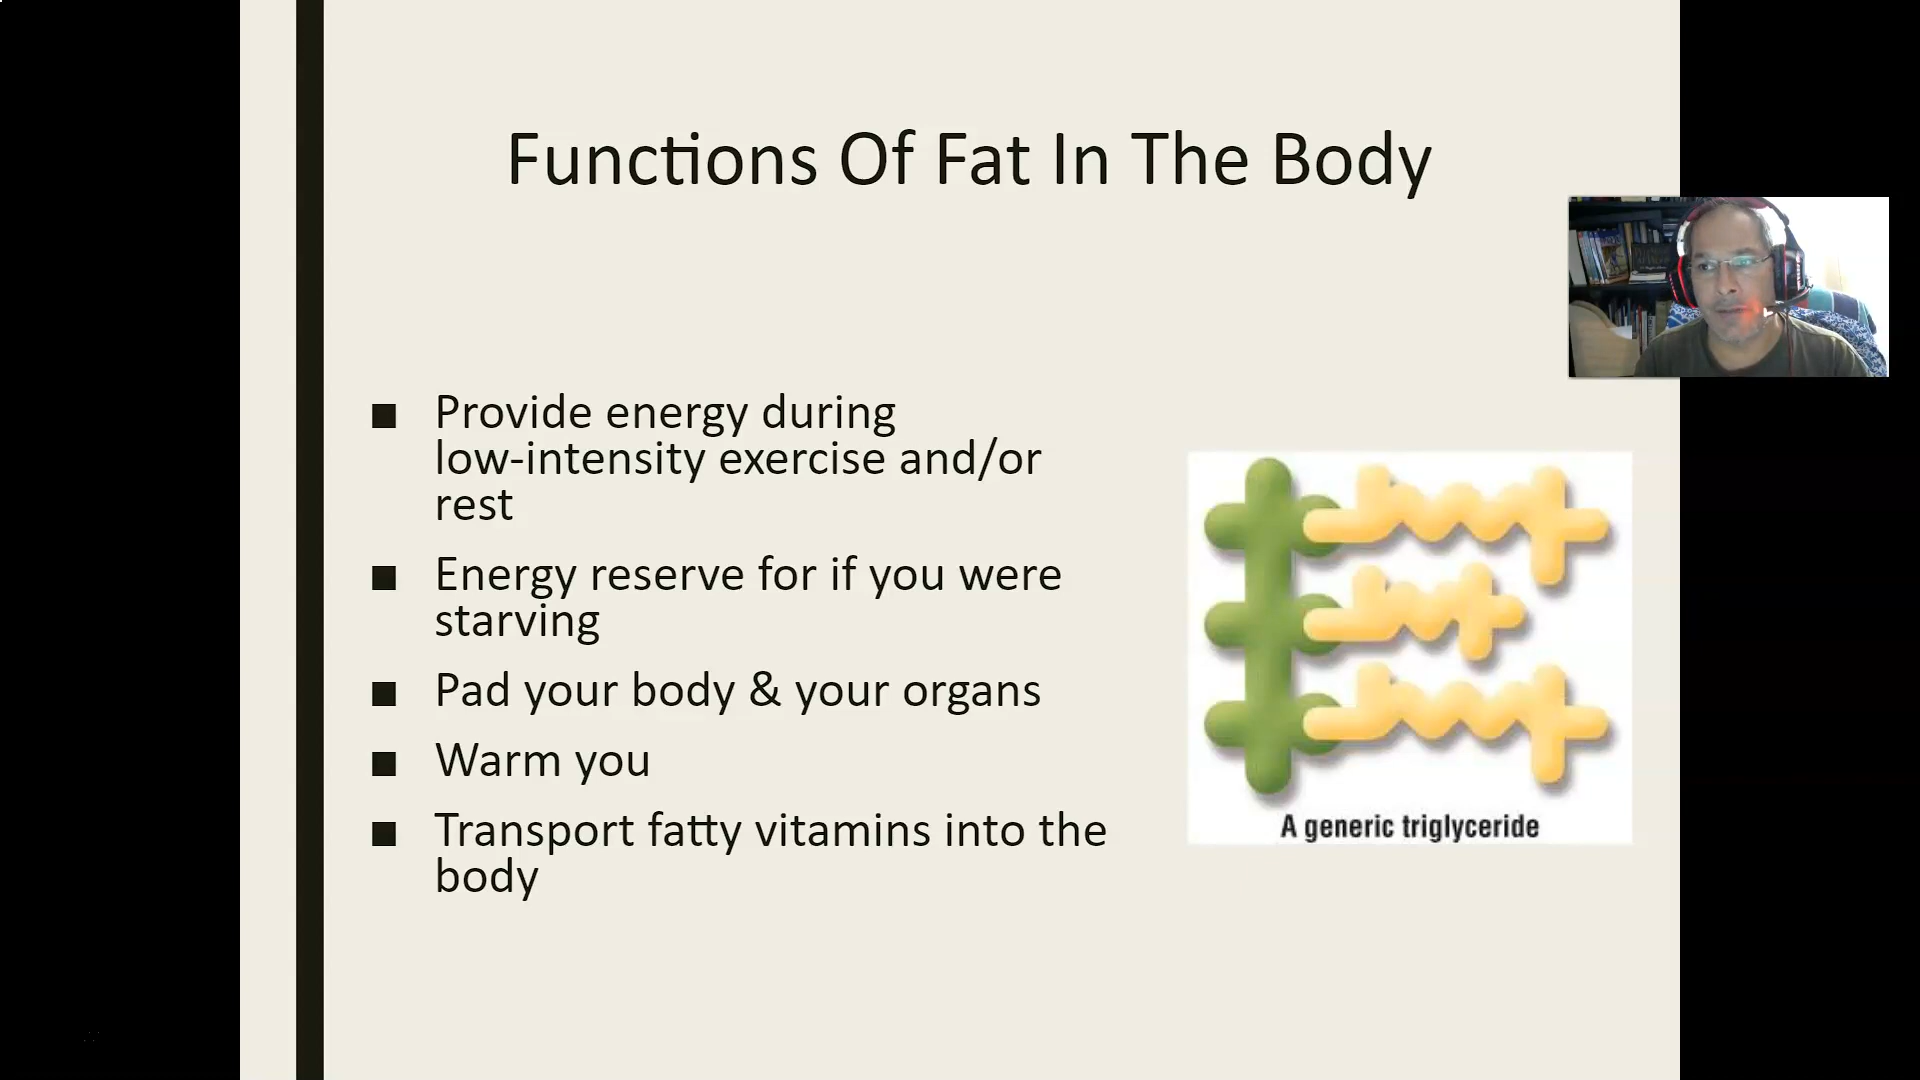 Functions Of Fat In The Body
■ Provide energy during
low-intensity exercise and/or
rest
■ Energy reserve for if you were
starving
■ Pad your body & your organs
■ Warm you
■ Transport fatty vitamins into the
body
A generic triglyceride